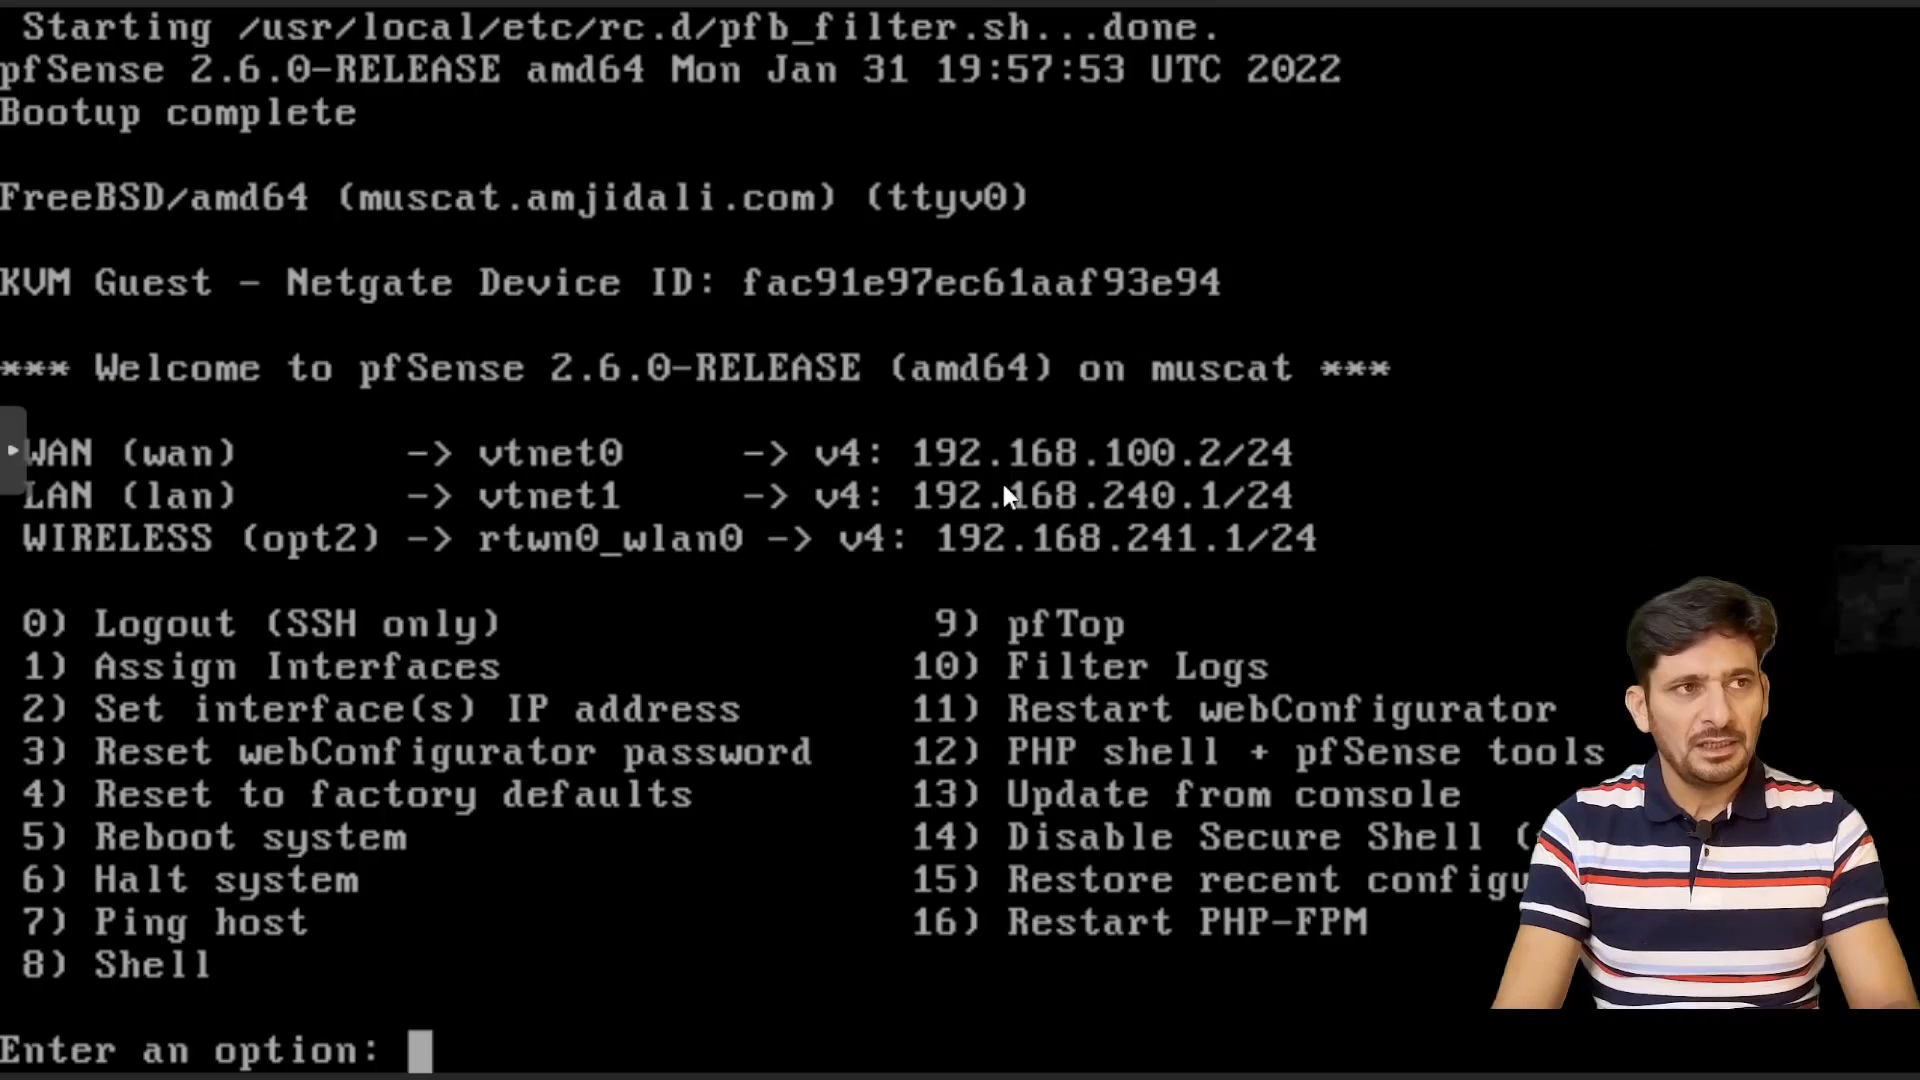 Starting /usr/local/etc/rc.d/pfb_filter.sh...done.
pfSense 2.6.0-RELEASE amd64 Mon Jan 31 19:57:53 UTC 2022
Bootup complete
FreeBSD/amd64 (muscat.amjidali.com) (ttyv0)
KVM Guest - Netgate Device ID: fac91e97ec61aaf93e94
*** Welcome to pfSense 2.6.0-RELEASE (amd64) on muscat ***
WAN (wan) -> vtnet0 -> v4: 192.168.100.2/24
LAN (lan) -> vtnet1 -> v4: 192.168.240.1/24
WIRELESS (opt2) -> rtwn0_wlan0 -> v4: 192.168.241.1/24
0) Logout (SSH only) 9) pfTop
1) Assign Interfaces 10) Filter Logs
2) Set interface(s) IP address 11) Restart webConfigurator
3) Reset webConfigurator password 12) PHP shell + pfSense tools
4) Reset to factory defaults 13) Update from console
5) Reboot system 14) Disable Secure Shell (
6) Halt system 15) Restore recent configu
7) Ping host 16) Restart PHP-FPM
8) Shell
Enter an option: